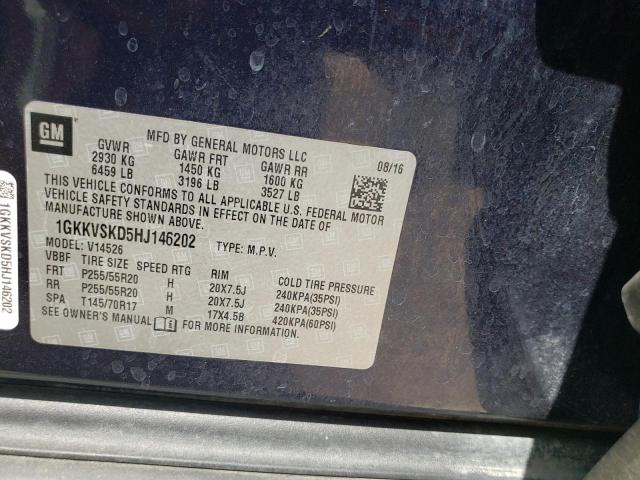 GM
MFD BY GENERAL MOTORS LLC
08/16
GVWR GAWR FRT GAWR RR
2930 KG 1450 KG 1600 KG
6459 LB 3196 LB 3527 LB
THIS VEHICLE CONFORMS TO ALL APPLICABLE U.S. FEDERAL MOTOR
VEHICLE SAFETY STANDARDS IN EFFECT ON THE DATE OF
MANUFACTURE SHOWN ABOVE.
1GKKVSKD5HJ146202 TYPE: M.P.V.
MODEL: V14526
VBBF TIRE SIZE SPEED RTG RIM COLD TIRE PRESSURE
FRT P255/55R20 H 20X7.5J 240KPA(35PSI)
RR P255/55R20 H 20X7.5J 240KPA(35PSI)
SPA T145/70R17 M 17X4.5B 420KPA(60PSI)
SEE OWNER'S MANUAL FOR MORE INFORMATION.
1GKKVSKD5HJ146202